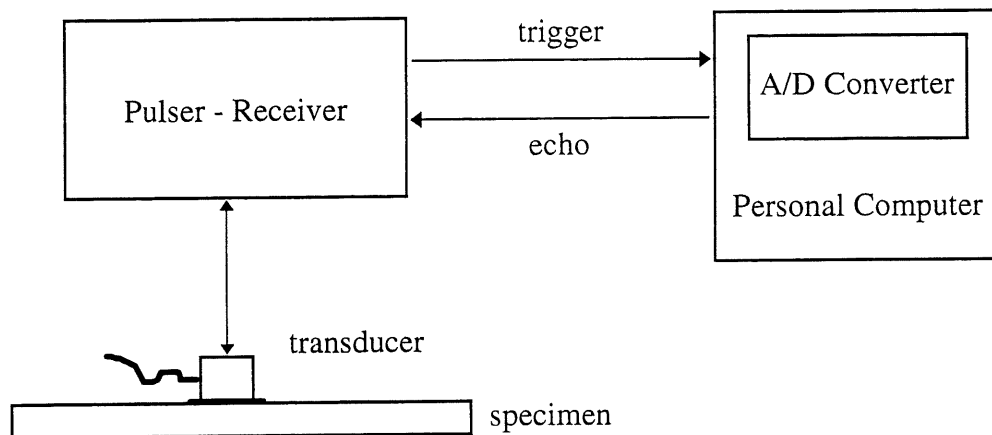 trigger
A/D Converter
Pulser - Receiver
echo
Personal Computer
transducer
specimen